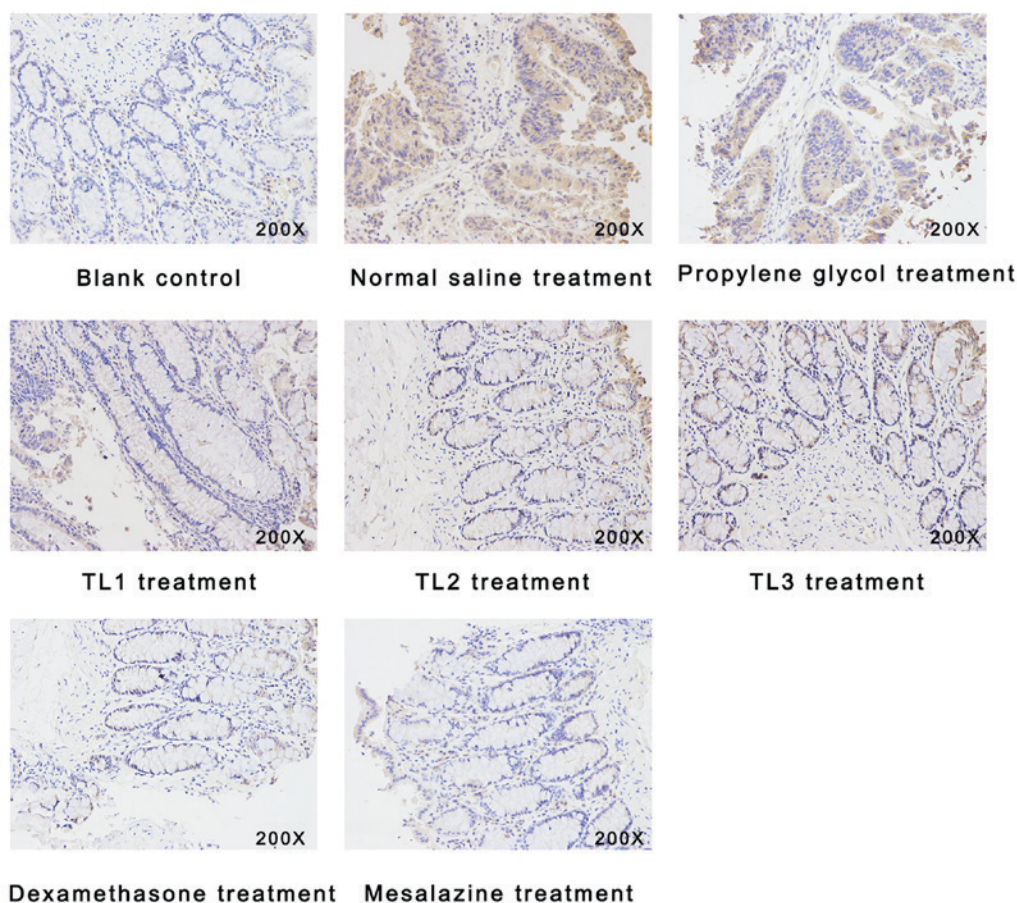 200X
200X
200X
Blank control
Normal saline treatment
Propylene glycol treatment
200X
200X
200X
TL1 treatment
TL2 treatment
TL3 treatment
200X
200X
Dexamethasone treatment
Mesalazine treatment